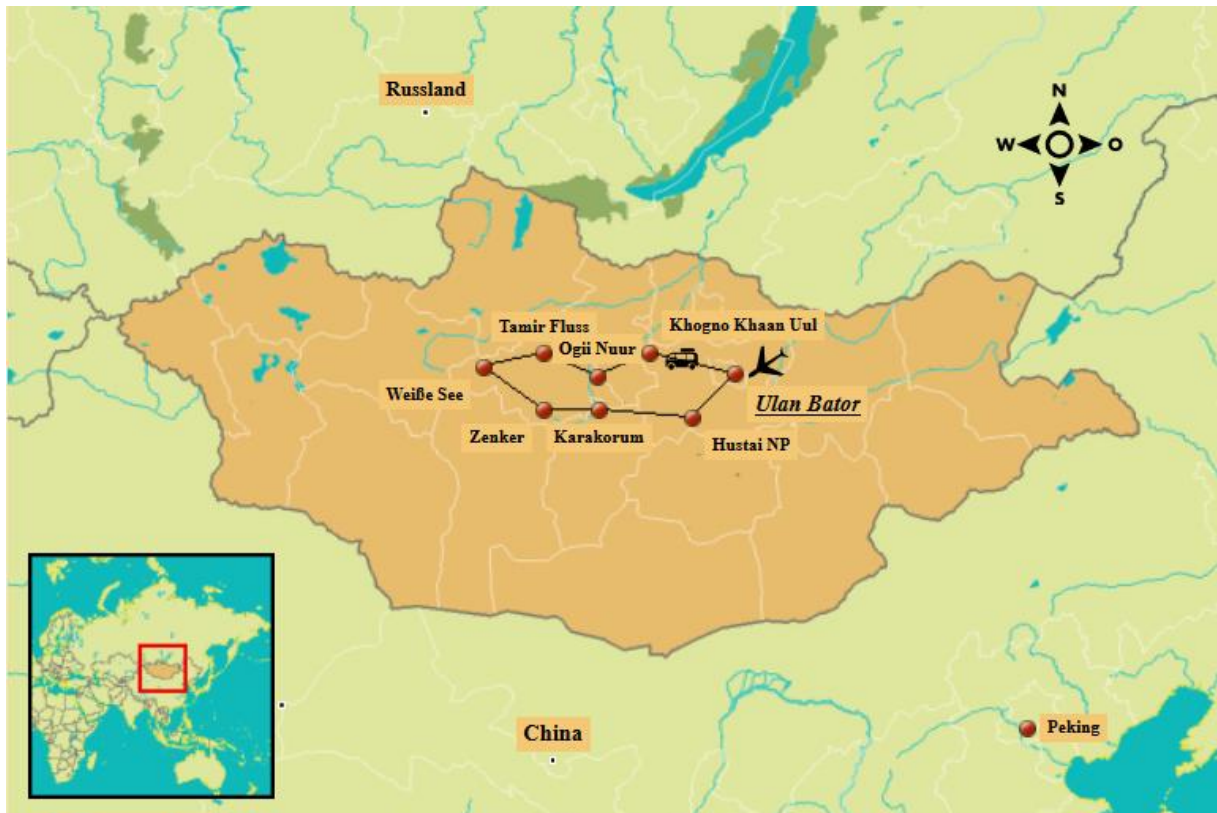 Russland
N
W
O
S
Tamir Fluss
Khogno Khaan Uul
Ogii Nuur
Weiße See
Ulan Bator
Zenker
Karakorum
Hustai NP
China
Peking